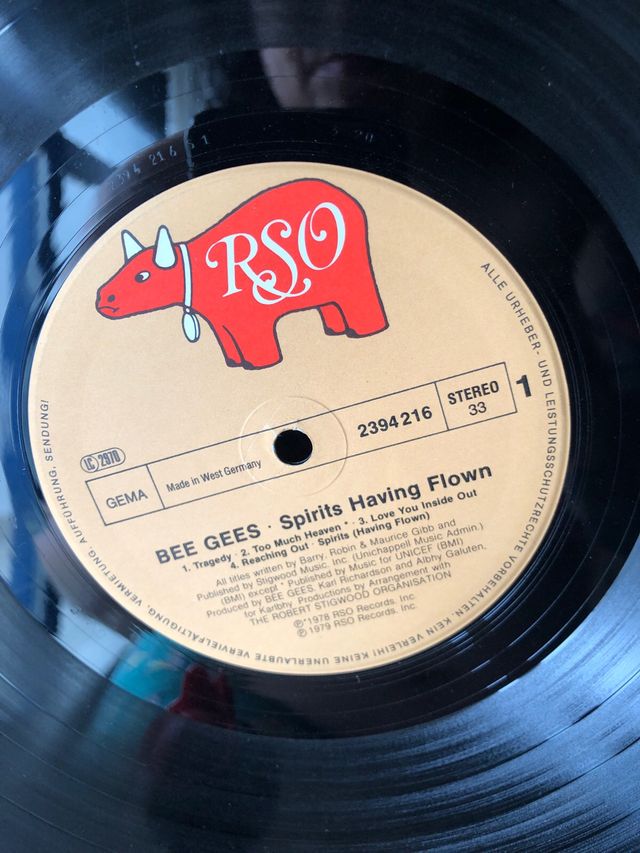 2394 216 S1
RSO
LC 2978
GEMA
Made in West Germany
2394 216
STEREO
33
1
BEE GEES · Spirits Having Flown
1. Tragedy · 2. Too Much Heaven * · 3. Love You Inside Out
4. Reaching Out · Spirits (Having Flown)
All titles written by Barry, Robin & Maurice Gibb and
Published by Stigwood Music, Inc. (Unichappell Music Admin.)
(BMI) except * Published by Music for UNICEF (BMI)
Produced by BEE GEES, Karl Richardson and Albhy Galuten,
for Karlbhy Productions by Arrangement with
THE ROBERT STIGWOOD ORGANISATION
℗ *1978 RSO Records, Inc.
℗ 1979 RSO Records, Inc.
ALLE URHEBER- UND LEISTUNGSSCHUTZRECHTE VORBEHALTEN. KEIN VERLEIH! KEINE UNERLAUBTE VERVIELFÄLTIGUNG, VERMIETUNG, AUFFÜHRUNG, SENDUNG!